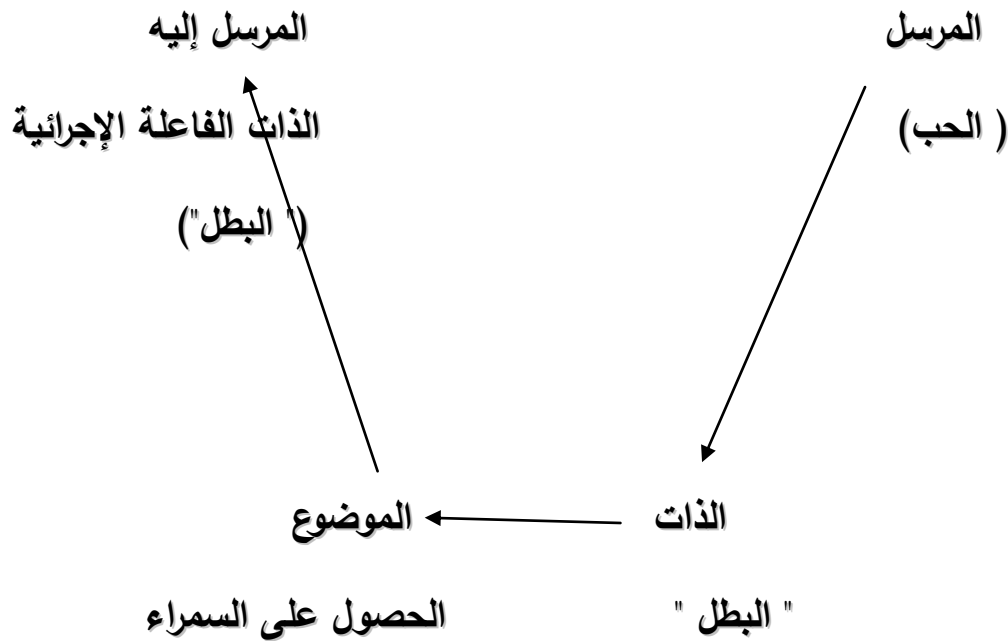 المرسل
المرسل إليه
( الحب)
الذات الفاعلة الإجرائية
(" البطل")
الذات
الموضوع
" البطل "
الحصول على السمراء